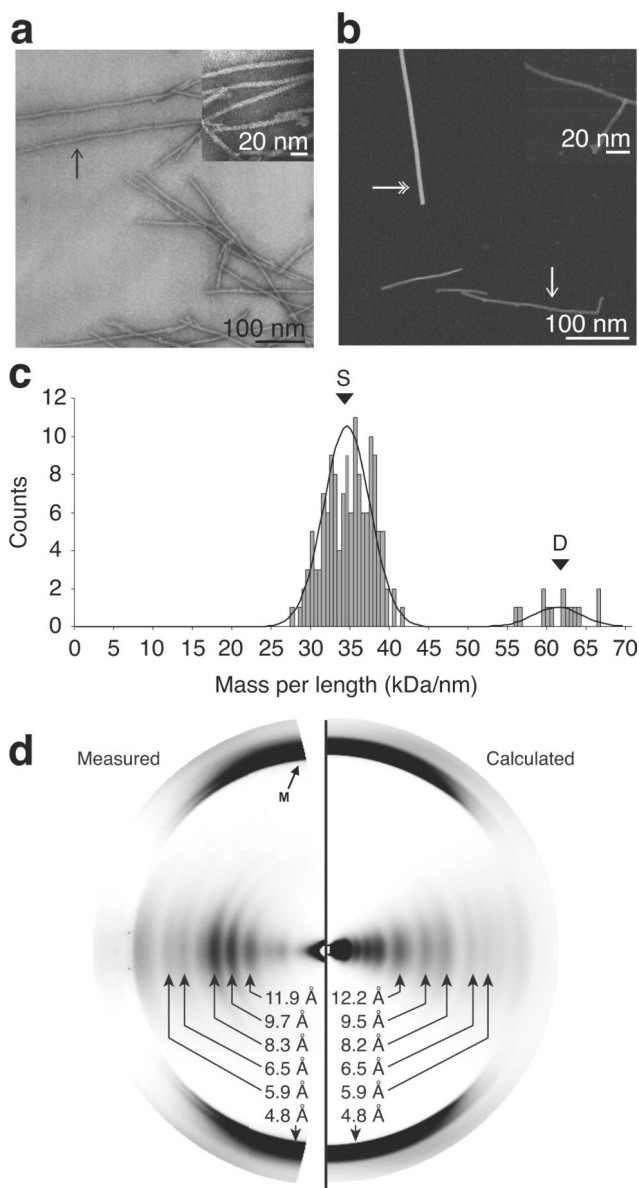 a
20 nm
100 nm
b
20 nm
100 nm
c
12
10
8
6
4
2
0
Counts
S
D
0 5 10 15 20 25 30 35 40 45 50 55 60 65 70
Mass per length (kDa/nm)
d
Measured
Calculated
M
11.9 Å 12.2 Å
9.7 Å 9.5 Å
8.3 Å 8.2 Å
6.5 Å 6.5 Å
5.9 Å 5.9 Å
4.8 Å 4.8 Å